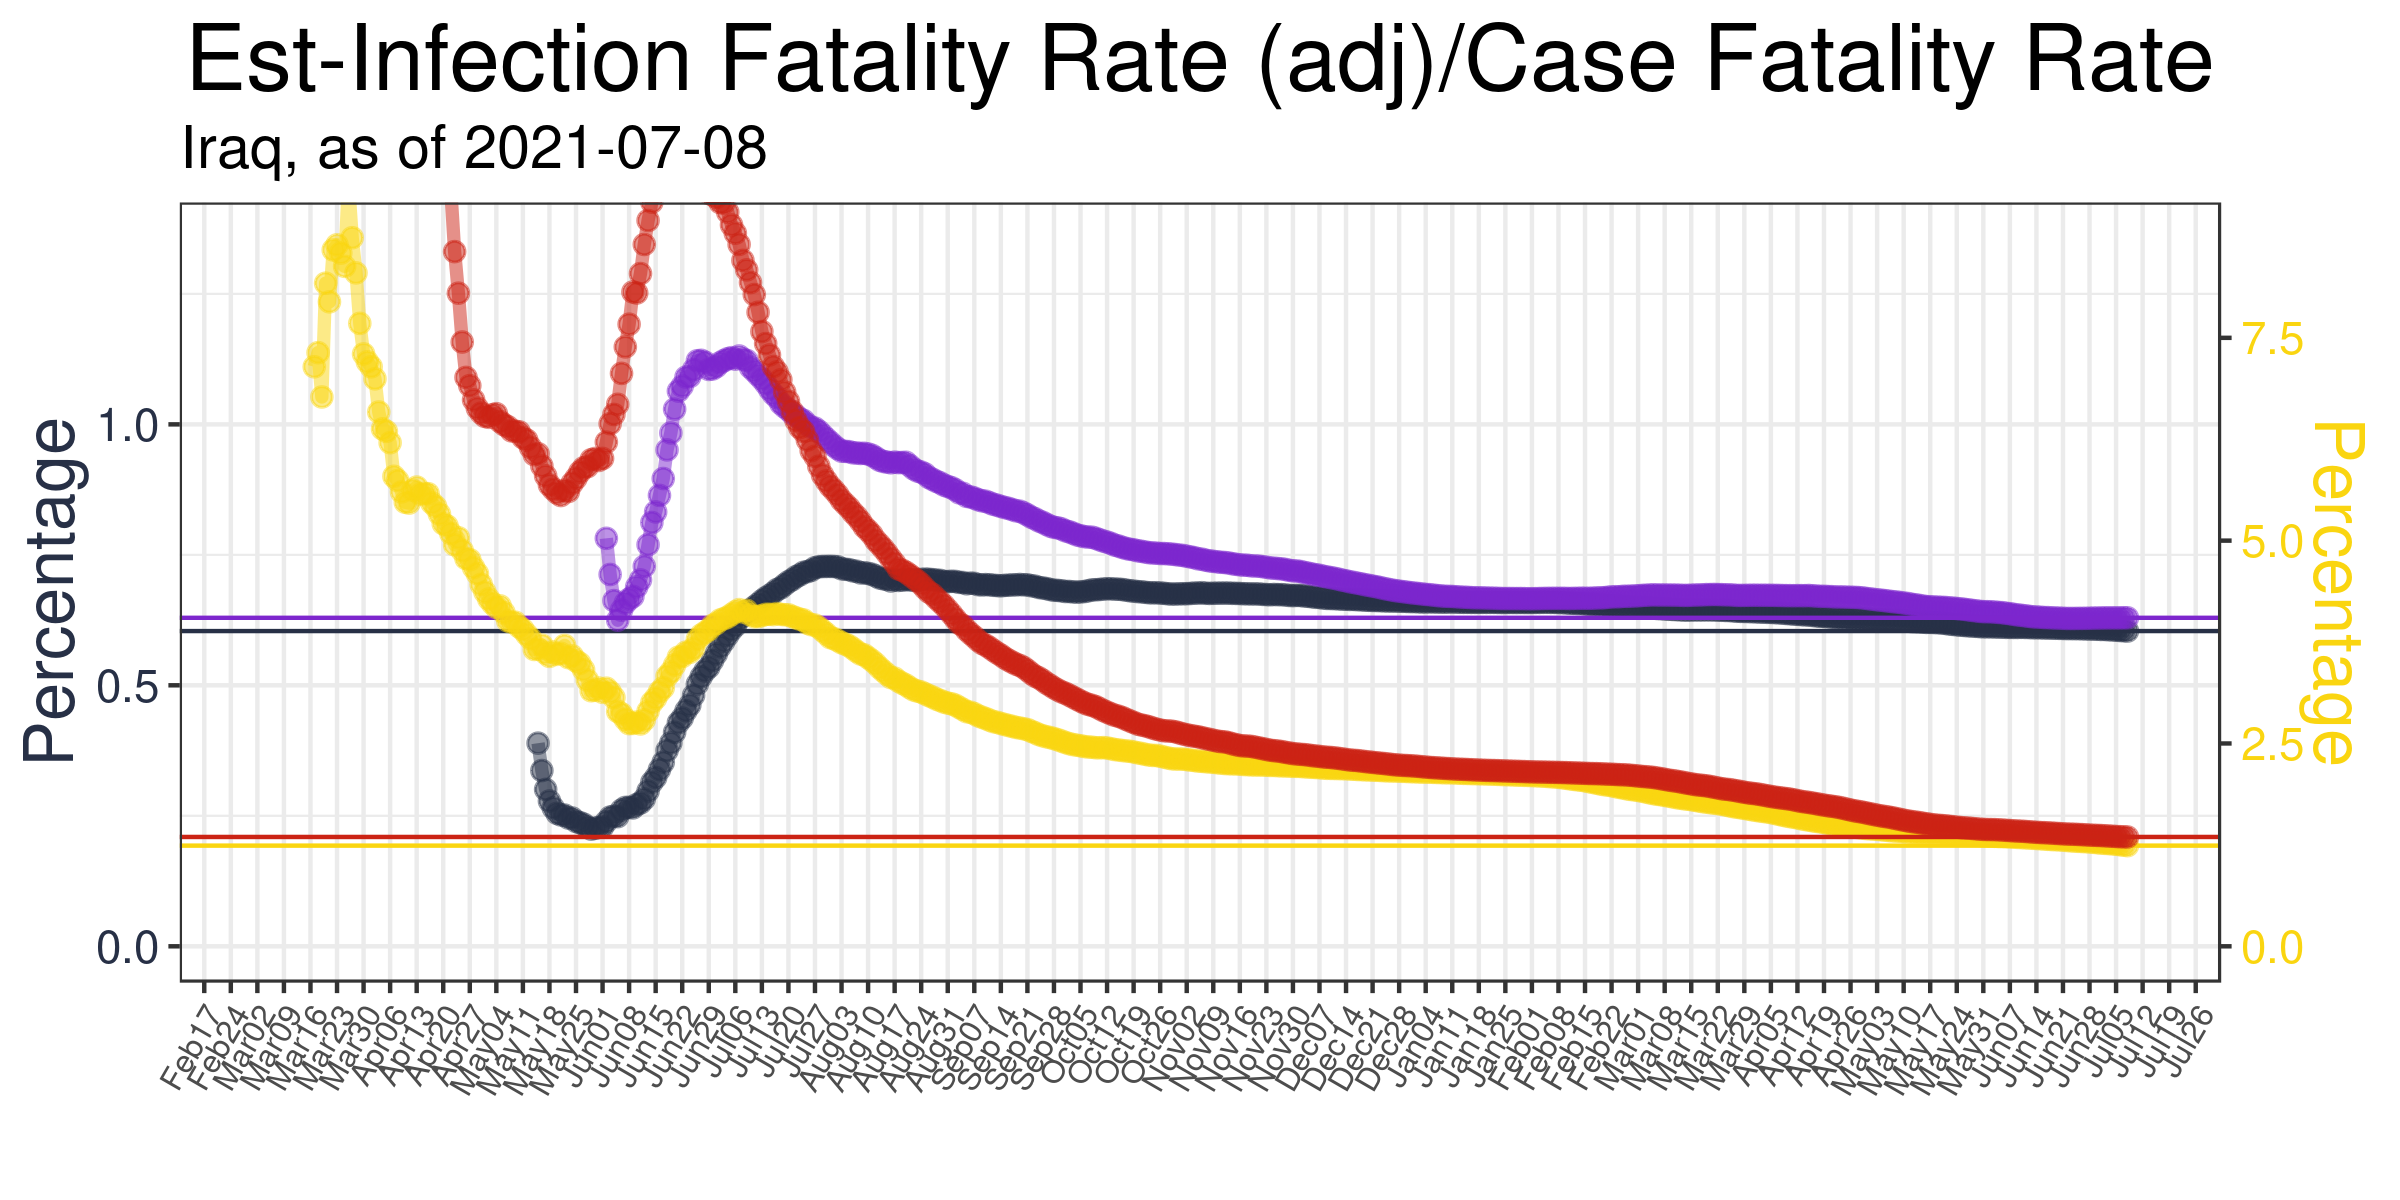 Est-Infection Fatality Rate (adj)/Case Fatality Rate
Iraq, as of 2021-07-08
Percentage
1.0
0.5
0.0
7.5
5.0
2.5
0.0
Percentage
Feb17
Feb24
Mar02
Mar09
Mar16
Mar23
Mar30
Apr06
Apr13
Apr20
Apr27
May04
May11
May18
May25
Jun01
Jun08
Jun15
Jun22
Jun29
Jul06
Jul13
Jul20
Jul27
Aug03
Aug10
Aug17
Aug24
Aug31
Sep07
Sep14
Sep21
Sep28
Oct05
Oct12
Oct19
Oct26
Nov02
Nov09
Nov16
Nov23
Nov30
Dec07
Dec14
Dec21
Dec28
Jan04
Jan11
Jan18
Jan25
Feb01
Feb08
Feb15
Feb22
Mar01
Mar08
Mar15
Mar22
Mar29
Apr05
Apr12
Apr19
Apr26
May03
May10
May17
May24
May31
Jun07
Jun14
Jun21
Jun28
Jul05
Jul12
Jul19
Jul26